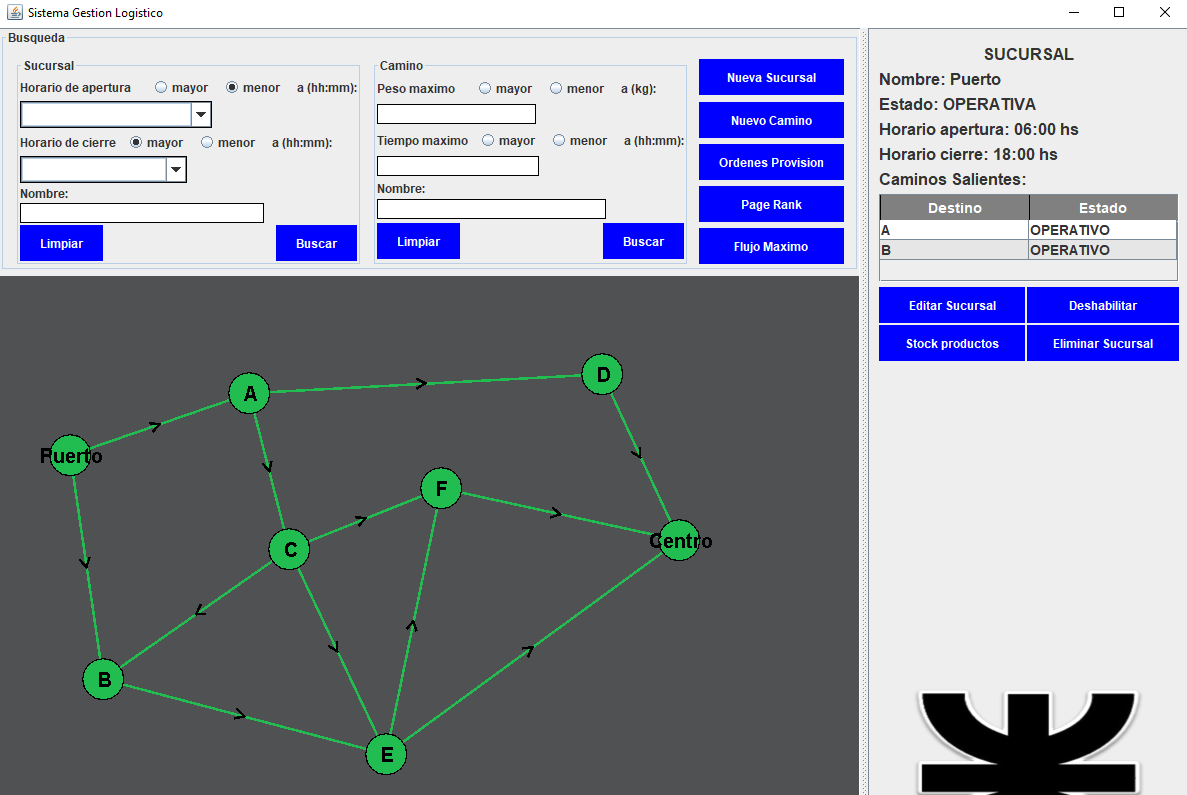 Sistema Gestion Logistico
Busqueda
Sucursal
Horario de apertura mayor menor a (hh:mm):
Horario de cierre mayor menor a (hh:mm):
Nombre:
Limpiar Buscar
Camino
Peso maximo mayor menor a (kg):
Tiempo maximo mayor menor a (hh:mm):
Nombre:
Limpiar Buscar
Nueva Sucursal
Nuevo Camino
Ordenes Provision
Page Rank
Flujo Maximo
Puerto
A
D
F
C
Centro
B
E
SUCURSAL
Nombre: Puerto
Estado: OPERATIVA
Horario apertura: 06:00 hs
Horario cierre: 18:00 hs
Caminos Salientes:
Destino Estado
A OPERATIVO
B OPERATIVO
Editar Sucursal Deshabilitar
Stock productos Eliminar Sucursal